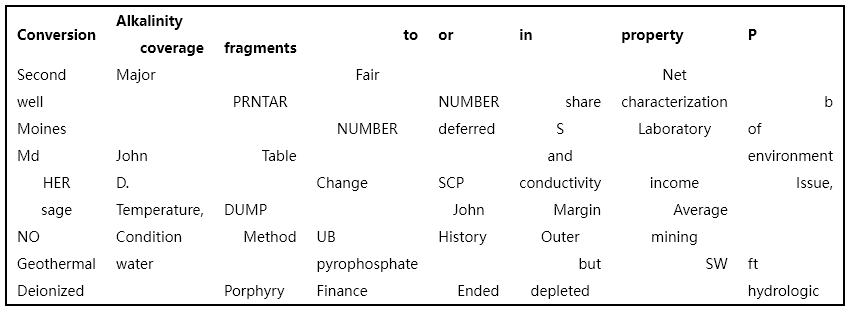 Conversion Alkalinity coverage fragments to or in property P
Second Major Fair Net
well PRNTAR NUMBER share characterization b
Moines NUMBER deferred S Laboratory of
Md John Table and environment
HER D. Change SCP conductivity income Issue,
sage Temperature, DUMP John Margin Average
NO Condition Method UB History Outer mining
Geothermal water pyrophosphate but SW ft
Deionized Porphyry Finance Ended depleted hydrologic